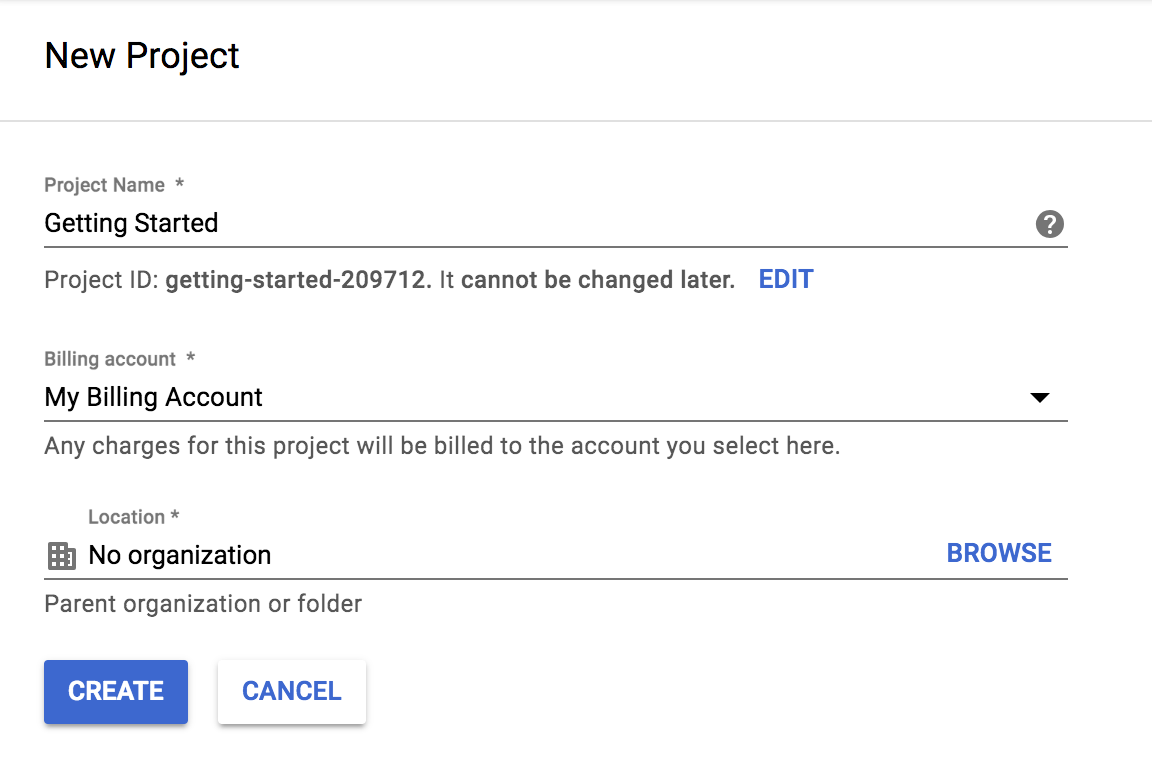 New Project
Project Name *
Getting Started
?
Project ID: getting-started-209712. It cannot be changed later. EDIT
Billing account *
My Billing Account
Any charges for this project will be billed to the account you select here.
Location *
No organization BROWSE
Parent organization or folder
CREATE CANCEL